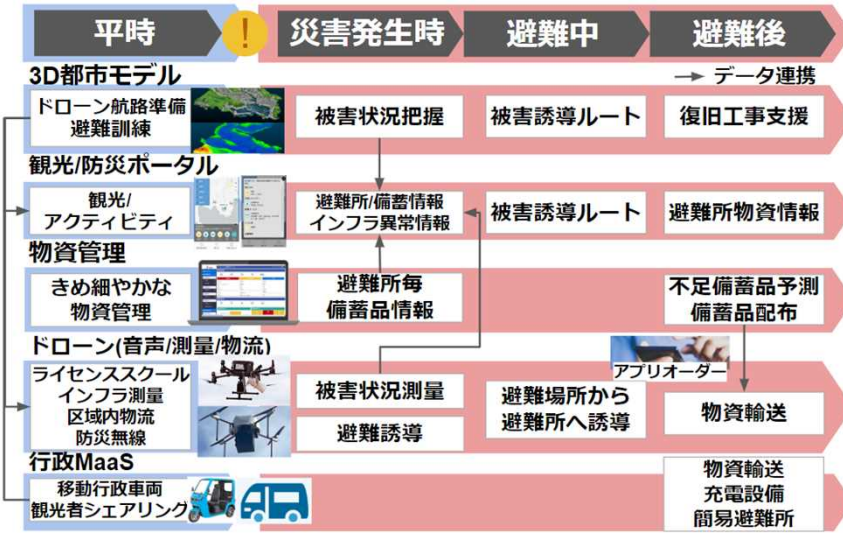 平時
!
災害発生時
避難中
避難後
3D都市モデル
→ データ連携
ドローン航路準備
避難訓練
被害状況把握
被害誘導ルート
復旧工事支援
観光/防災ポータル
観光/
アクティビティ
避難所/備蓄情報
インフラ異常情報
被害誘導ルート
避難所物資情報
物資管理
きめ細やかな
物資管理
避難所毎
備蓄品情報
不足備蓄品予測
備蓄品配布
ドローン(音声/測量/物流)
アプリオーダー
ライセンススクール
インフラ測量
区域内物流
防災無線
被害状況測量
避難誘導
避難場所から
避難所へ誘導
物資輸送
行政MaaS
移動行政車両
観光者シェアリング
物資輸送
充電設備
簡易避難所